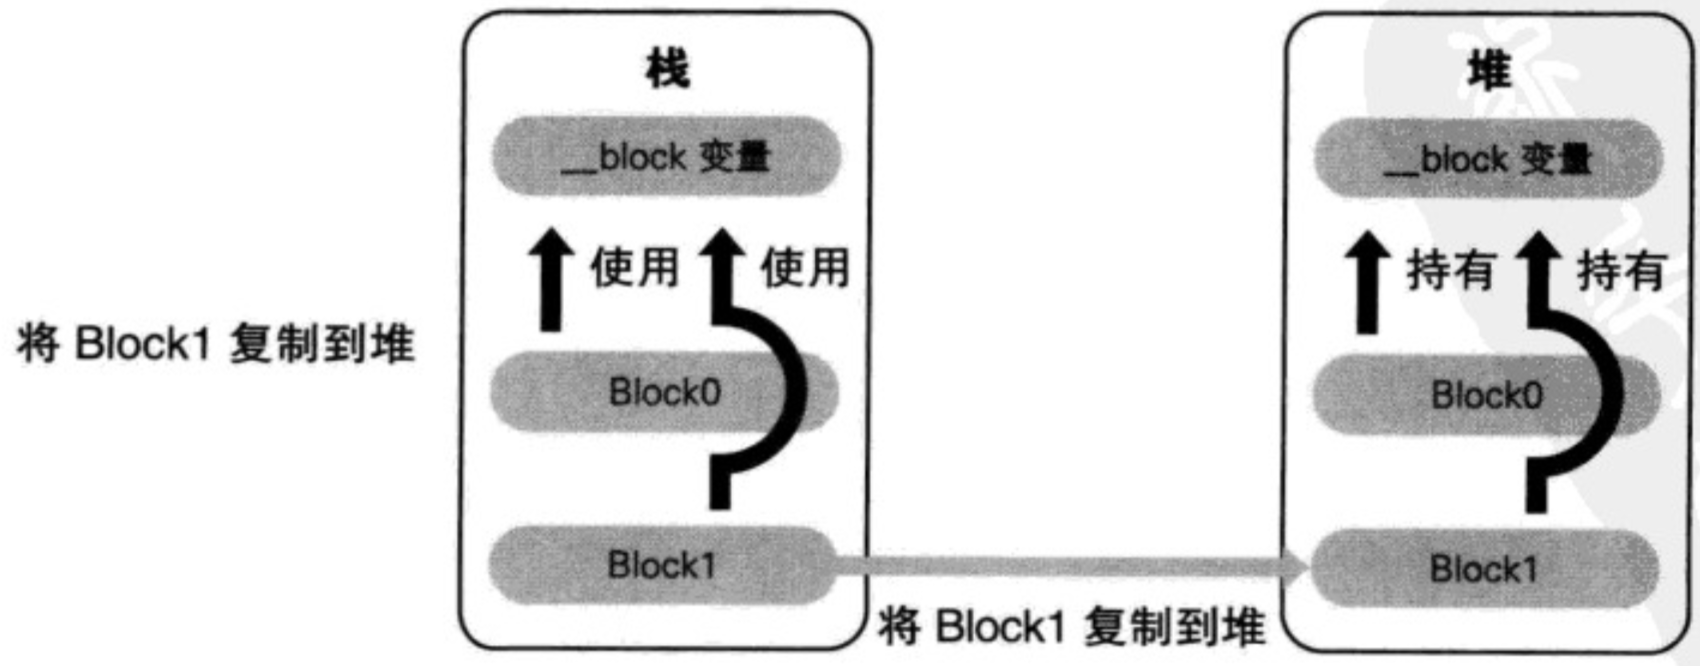 栈
堆
__block 变量
__block 变量
使用
使用
持有
持有
将 Block1 复制到堆
Block0
Block0
Block1
Block1
将 Block1 复制到堆